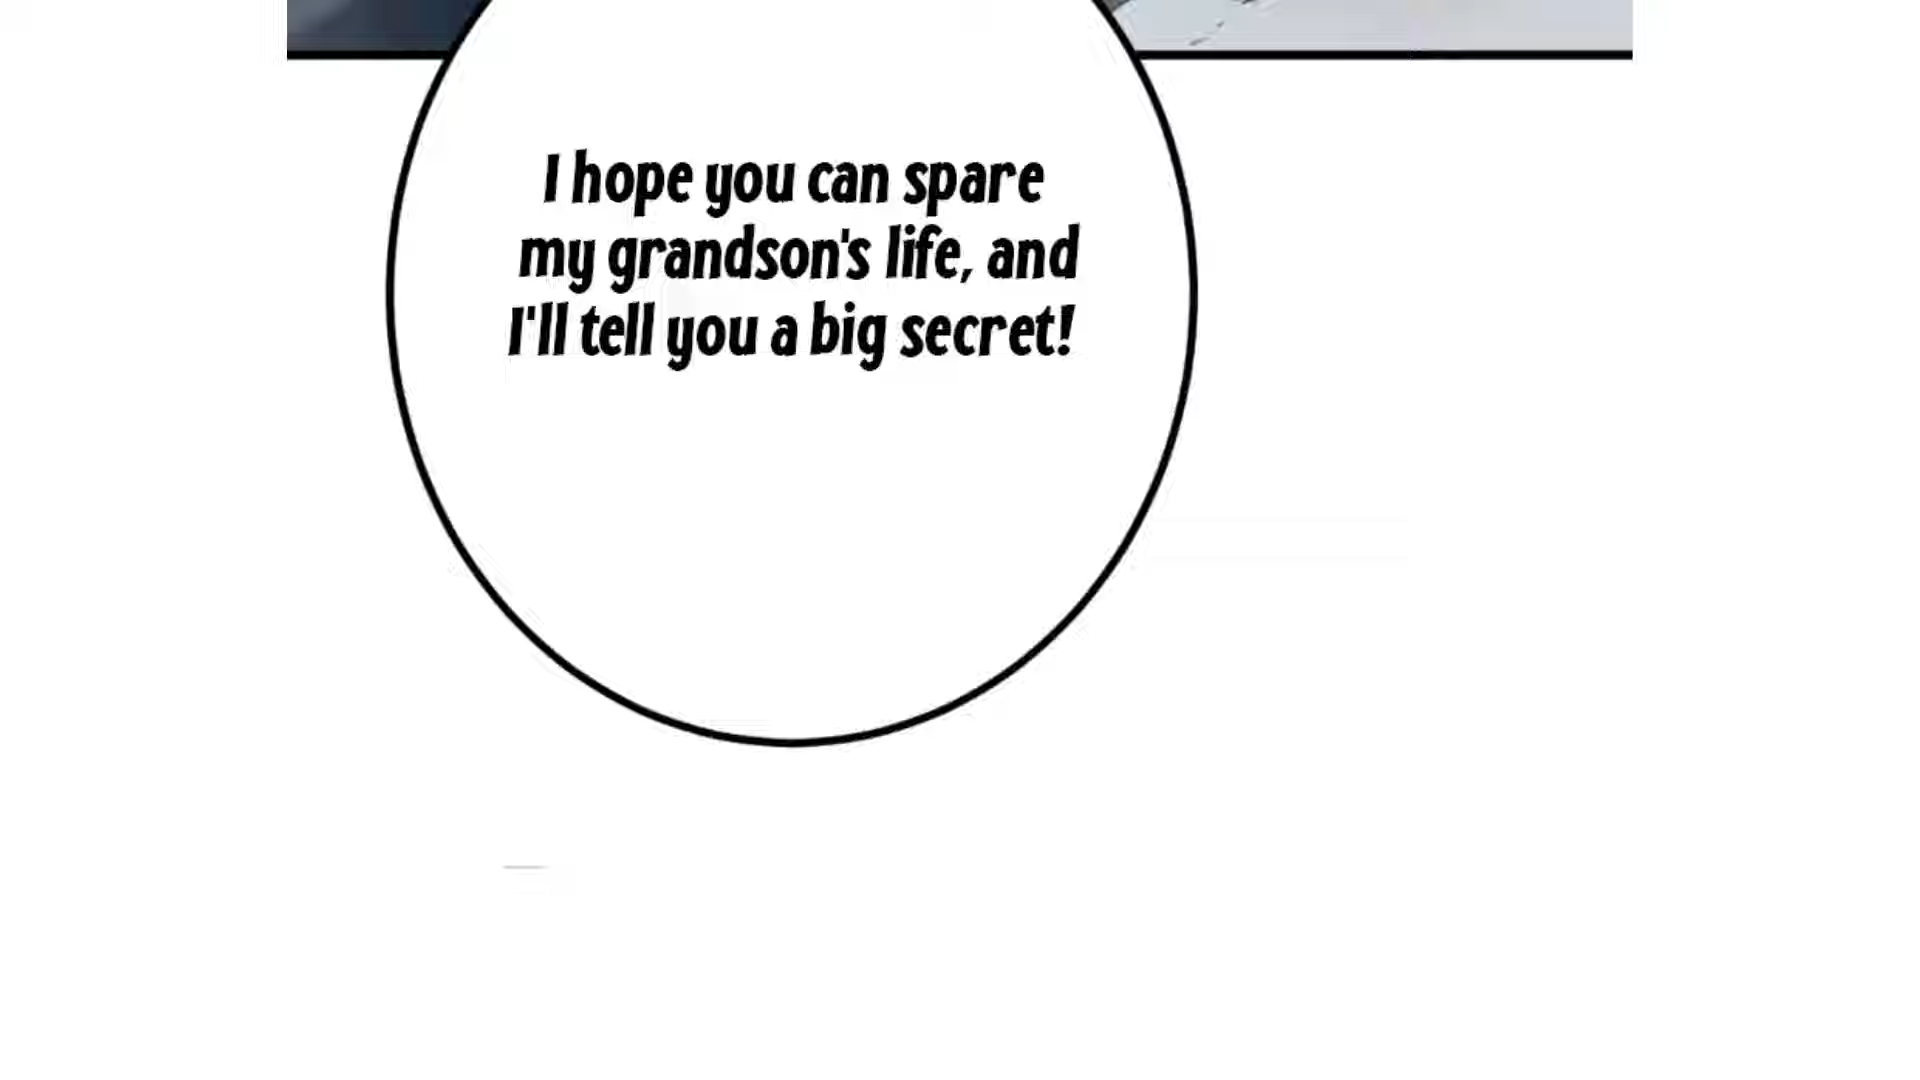 I hope you can spare
my grandson's life, and
I'll tell you a big secret!